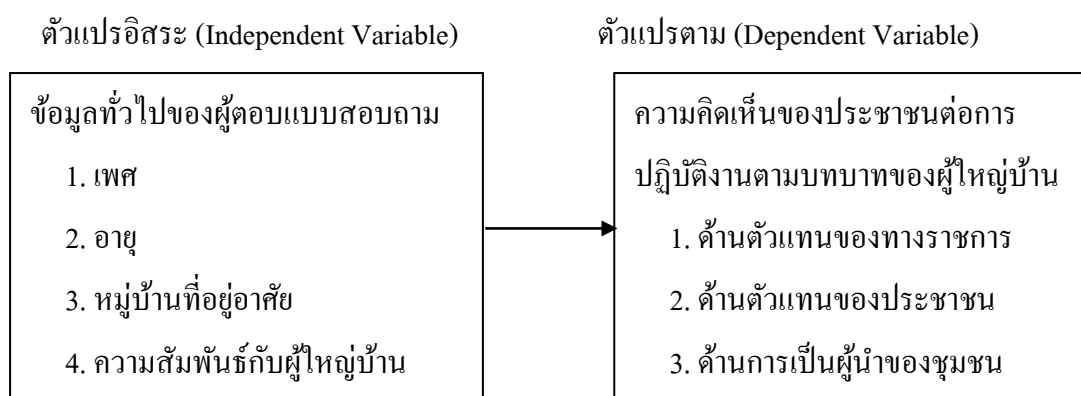 ตัวแปรอิสระ (Independent Variable)
ข้อมูลทั่วไปของผู้ตอบแบบสอบถาม
1. เพศ
2. อายุ
3. หมู่บ้านที่อยู่อาศัย
4. ความสัมพันธ์กับผู้ใหญ่บ้าน
ตัวแปรตาม (Dependent Variable)
ความคิดเห็นของประชาชนต่อการ
ปฏิบัติงานตามบทบาทของผู้ใหญ่บ้าน
1. ด้านตัวแทนของทางราชการ
2. ด้านตัวแทนของประชาชน
3. ด้านการเป็นผู้นำของชุมชน